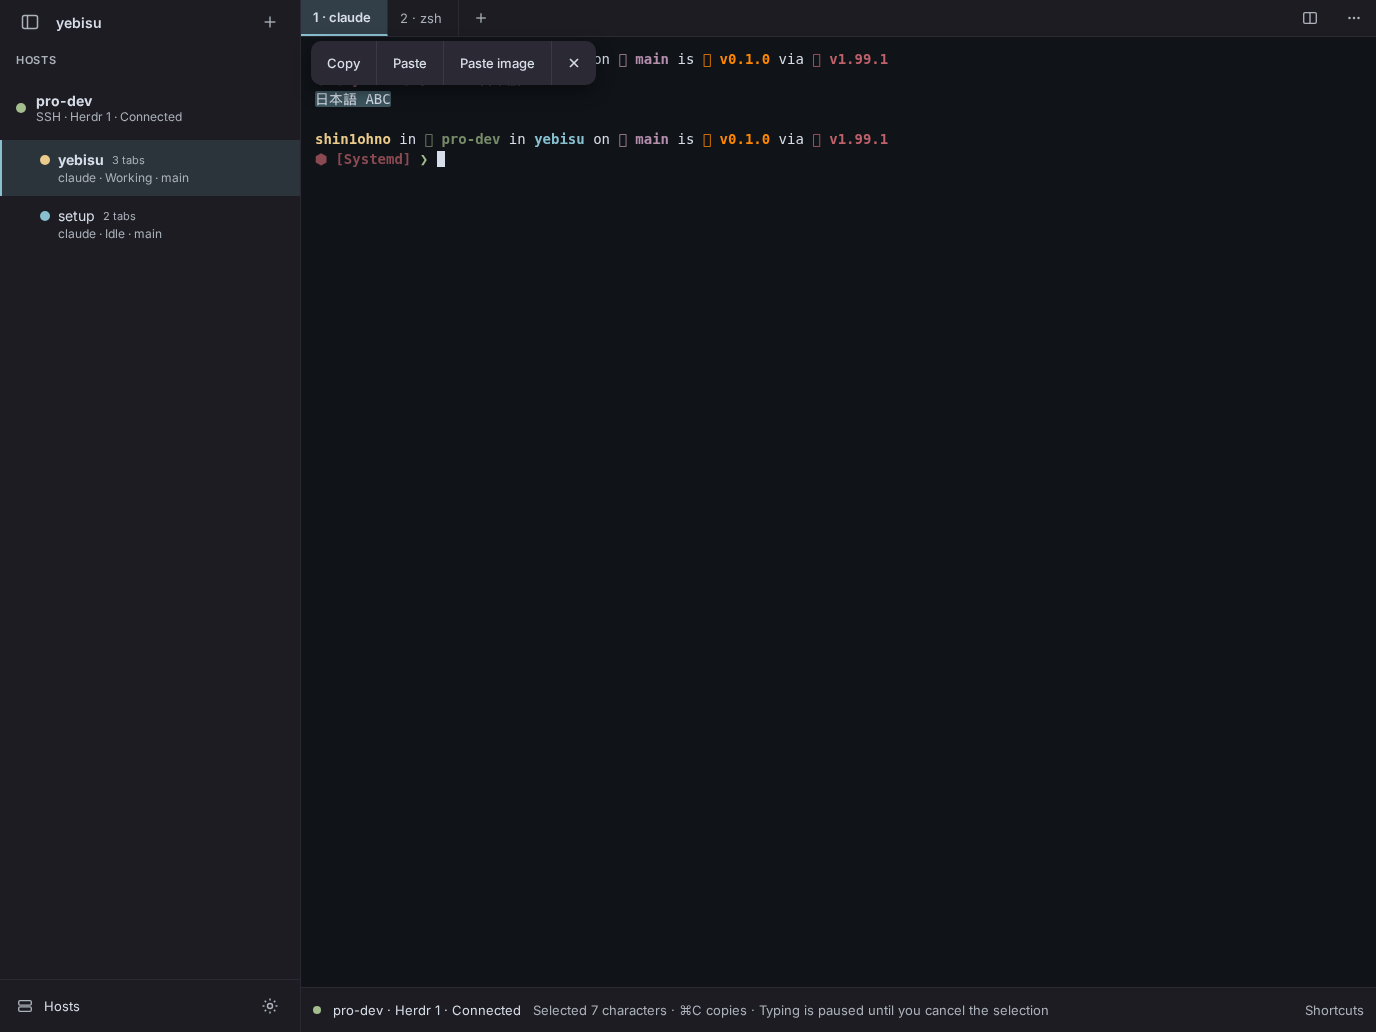 yebisu
HOSTS
pro-dev
SSH · Herdr 1 · Connected
yebisu 3 tabs
claude · Working · main
setup 2 tabs
claude · Idle · main
Hosts
1 · claude
2 · zsh
Copy
Paste
Paste image
on main is v0.1.0 via v1.99.1
日本語 ABC
shin1ohno in pro-dev in yebisu on main is v0.1.0 via v1.99.1
[Systemd] ❯
pro-dev · Herdr 1 · Connected Selected 7 characters · ⌘C copies · Typing is paused until you cancel the selection
Shortcuts